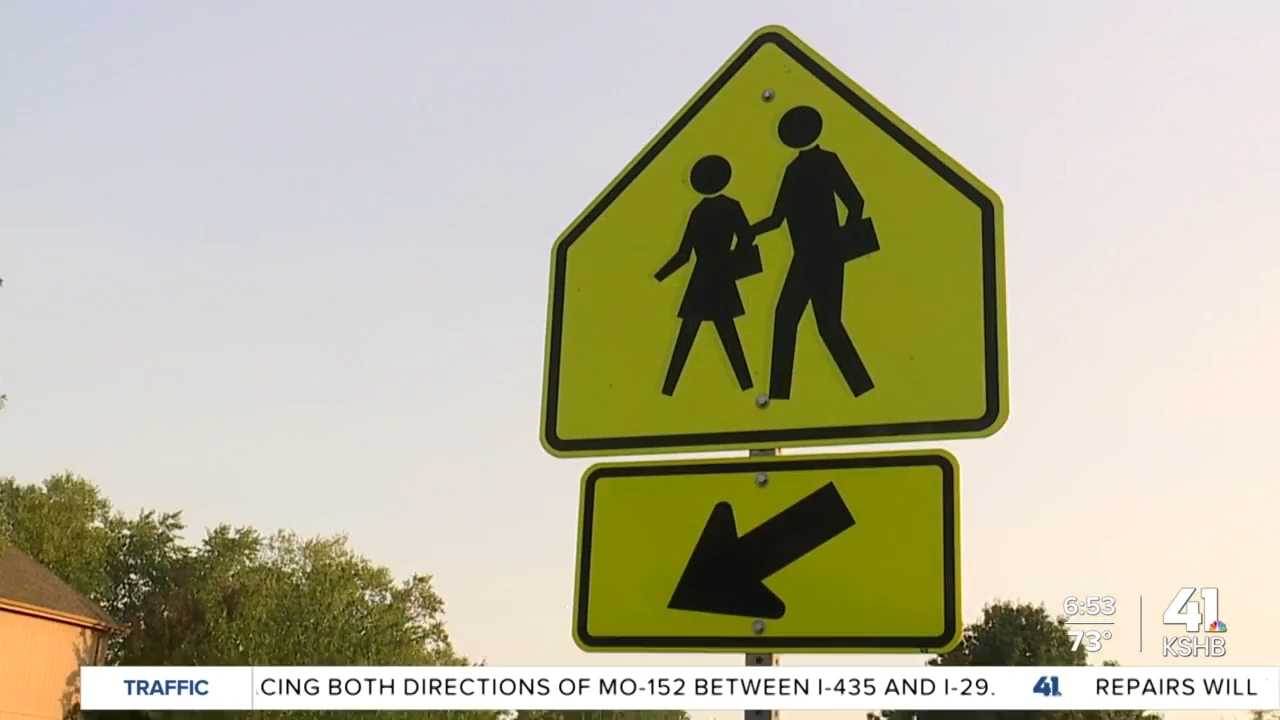 6:53
73°
41
KSHB
TRAFFIC
CING BOTH DIRECTIONS OF MO-152 BETWEEN I-435 AND I-29. 41 REPAIRS WILL